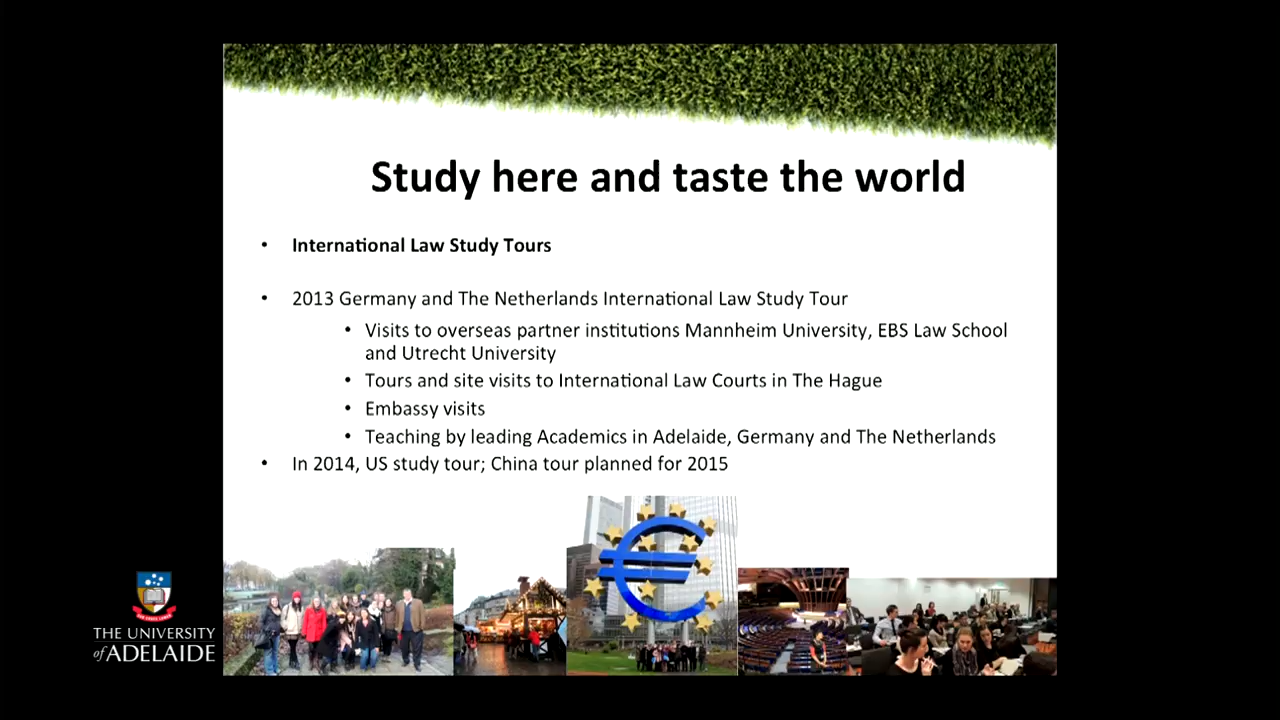 Study here and taste the world
• International Law Study Tours
• 2013 Germany and The Netherlands International Law Study Tour
• Visits to overseas partner institutions Mannheim University, EBS Law School
and Utrecht University
• Tours and site visits to International Law Courts in The Hague
• Embassy visits
• Teaching by leading Academics in Adelaide, Germany and The Netherlands
• In 2014, US study tour; China tour planned for 2015
THE UNIVERSITY
of ADELAIDE